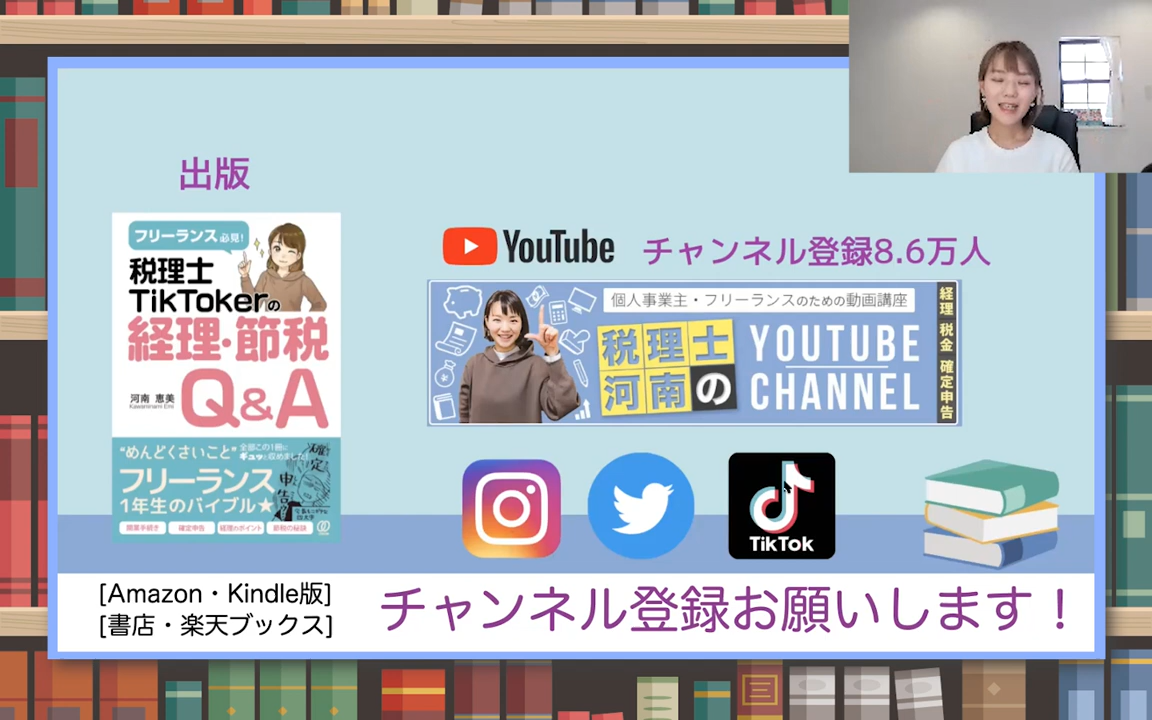 出版
フリーランス必見！
税理士
TikTokerの
経理・節税
Q&A
河南 恵美
Kawaminami Emi
“めんどくさいこと”
全部この1冊に
ギュッと収めました！
フリーランス
1年生のバイブル★
開業手続き
確定申告
経理のポイント
節税の秘訣
確定申告
YouTube チャンネル登録8.6万人
個人事業主・フリーランスのための動画講座
税理士
河南の
YOUTUBE
CHANNEL
経理 税金 確定申告
TikTok
[Amazon・Kindle版]
[書店・楽天ブックス]
チャンネル登録お願いします！